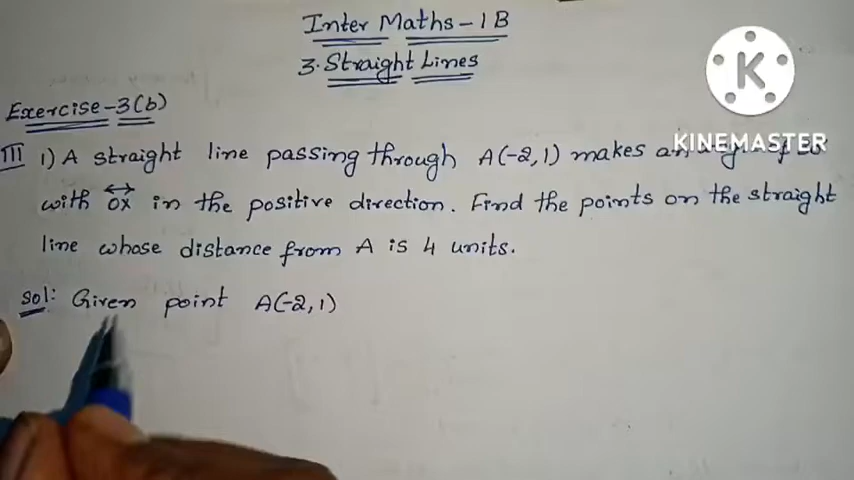 Inter Maths-1B
3. Straight Lines
K
KINEMASTER
Exercise-3(b)
III 1) A straight line passing through A(-2,1) makes an
with OX in the positive direction. Find the points on the straight
line whose distance from A is 4 units.
Sol: Given point A(-2,1)